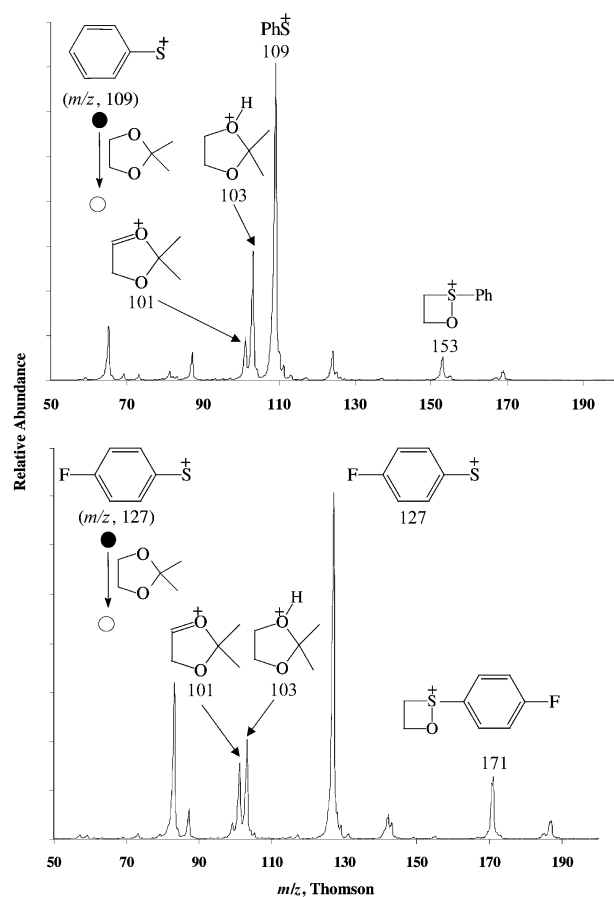 Relative Abundance
PhS+
109
S+
(m/z, 109)
O
O
H
O+
O
103
O+
O
101
S+—Ph
O
153
50 70 90 110 130 150 170 190
F
S+
(m/z, 127)
O
O
F
S+
127
O+
O
101
H
O+
O
103
S+
O
F
171
50 70 90 110 130 150 170 190
m/z, Thomson